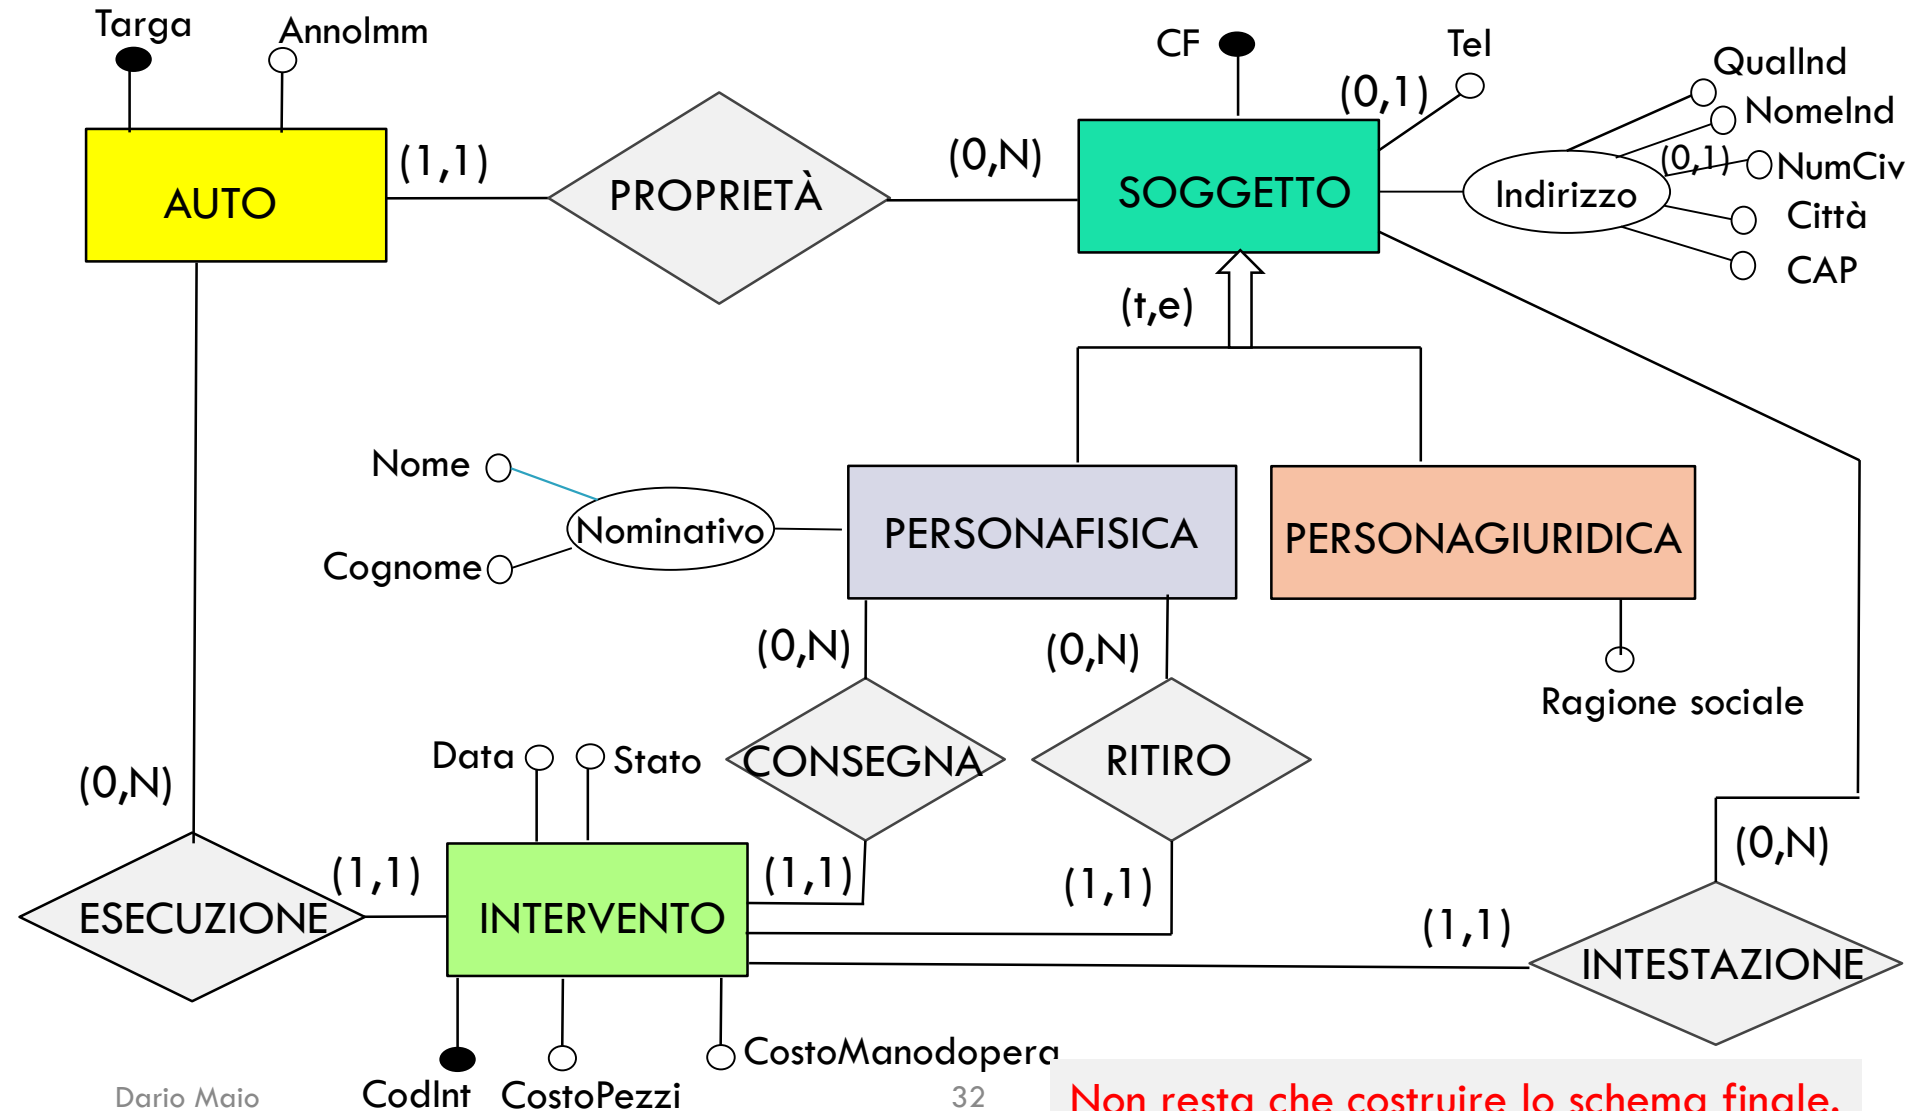 Targa
AnnoImm
CF
Tel
QualInd
(0,1)
NomeInd
(1,1)
(0,N)
(0,1)
NumCiv
AUTO
PROPRIETÀ
SOGGETTO
Indirizzo
Città
CAP
(t,e)
Nome
Nominativo
PERSONAFISICA
PERSONAGIURIDICA
Cognome
(0,N)
(0,N)
Ragione sociale
Data
Stato
CONSEGNA
RITIRO
(0,N)
(0,N)
(1,1)
(1,1)
(1,1)
(1,1)
ESECUZIONE
INTERVENTO
INTESTAZIONE
CostoManodopera
CodInt
CostoPezzi
Dario Maio
32
Non resta che costruire lo schema finale.